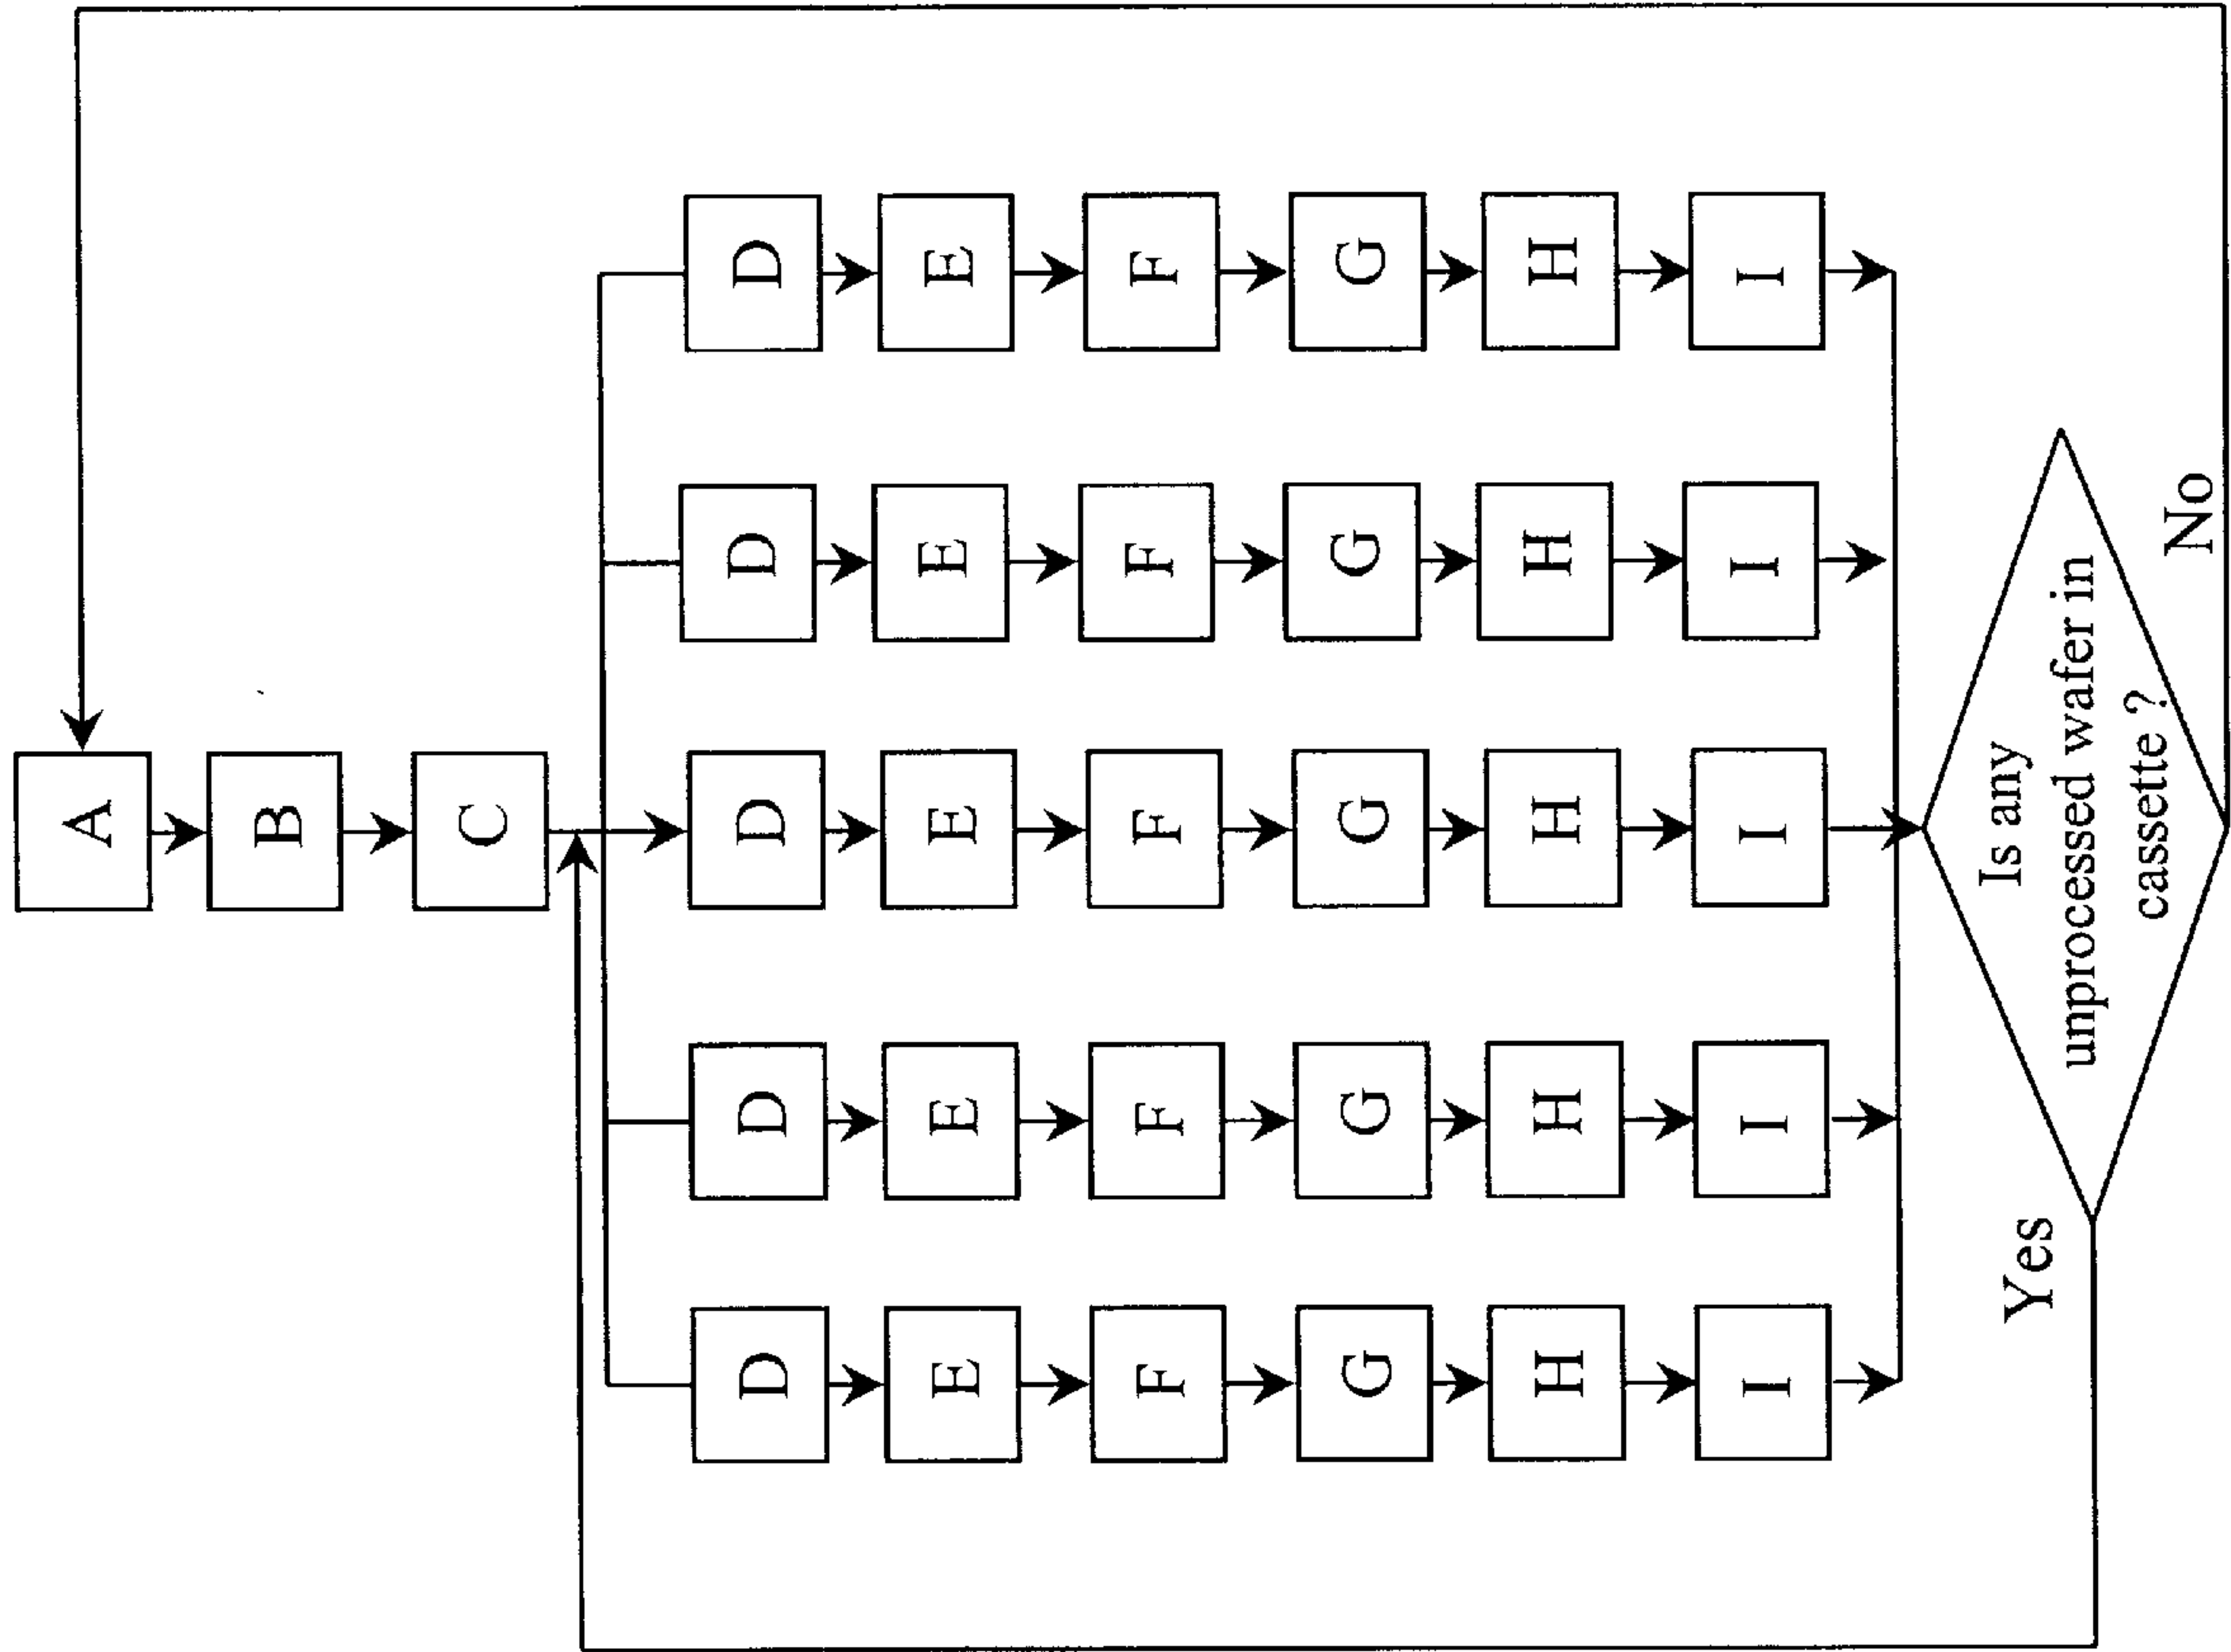 A
B
C
D
E
F
G
H
I
D
E
F
G
H
I
D
E
F
G
H
I
D
E
F
G
H
I
D
E
F
G
H
I
Is any
unprocessed wafer in
cassette ?
Yes
No